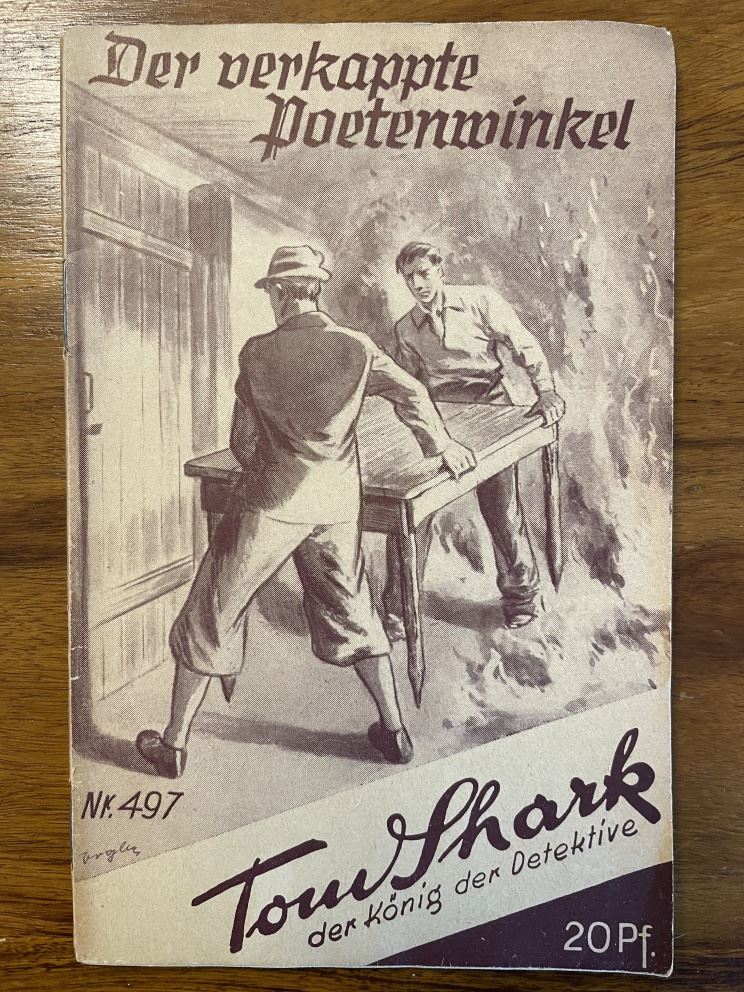 Der verkappte
Poetenwinkel
Nr. 497
Tom Shark
der König der Detektive
20 Pf.